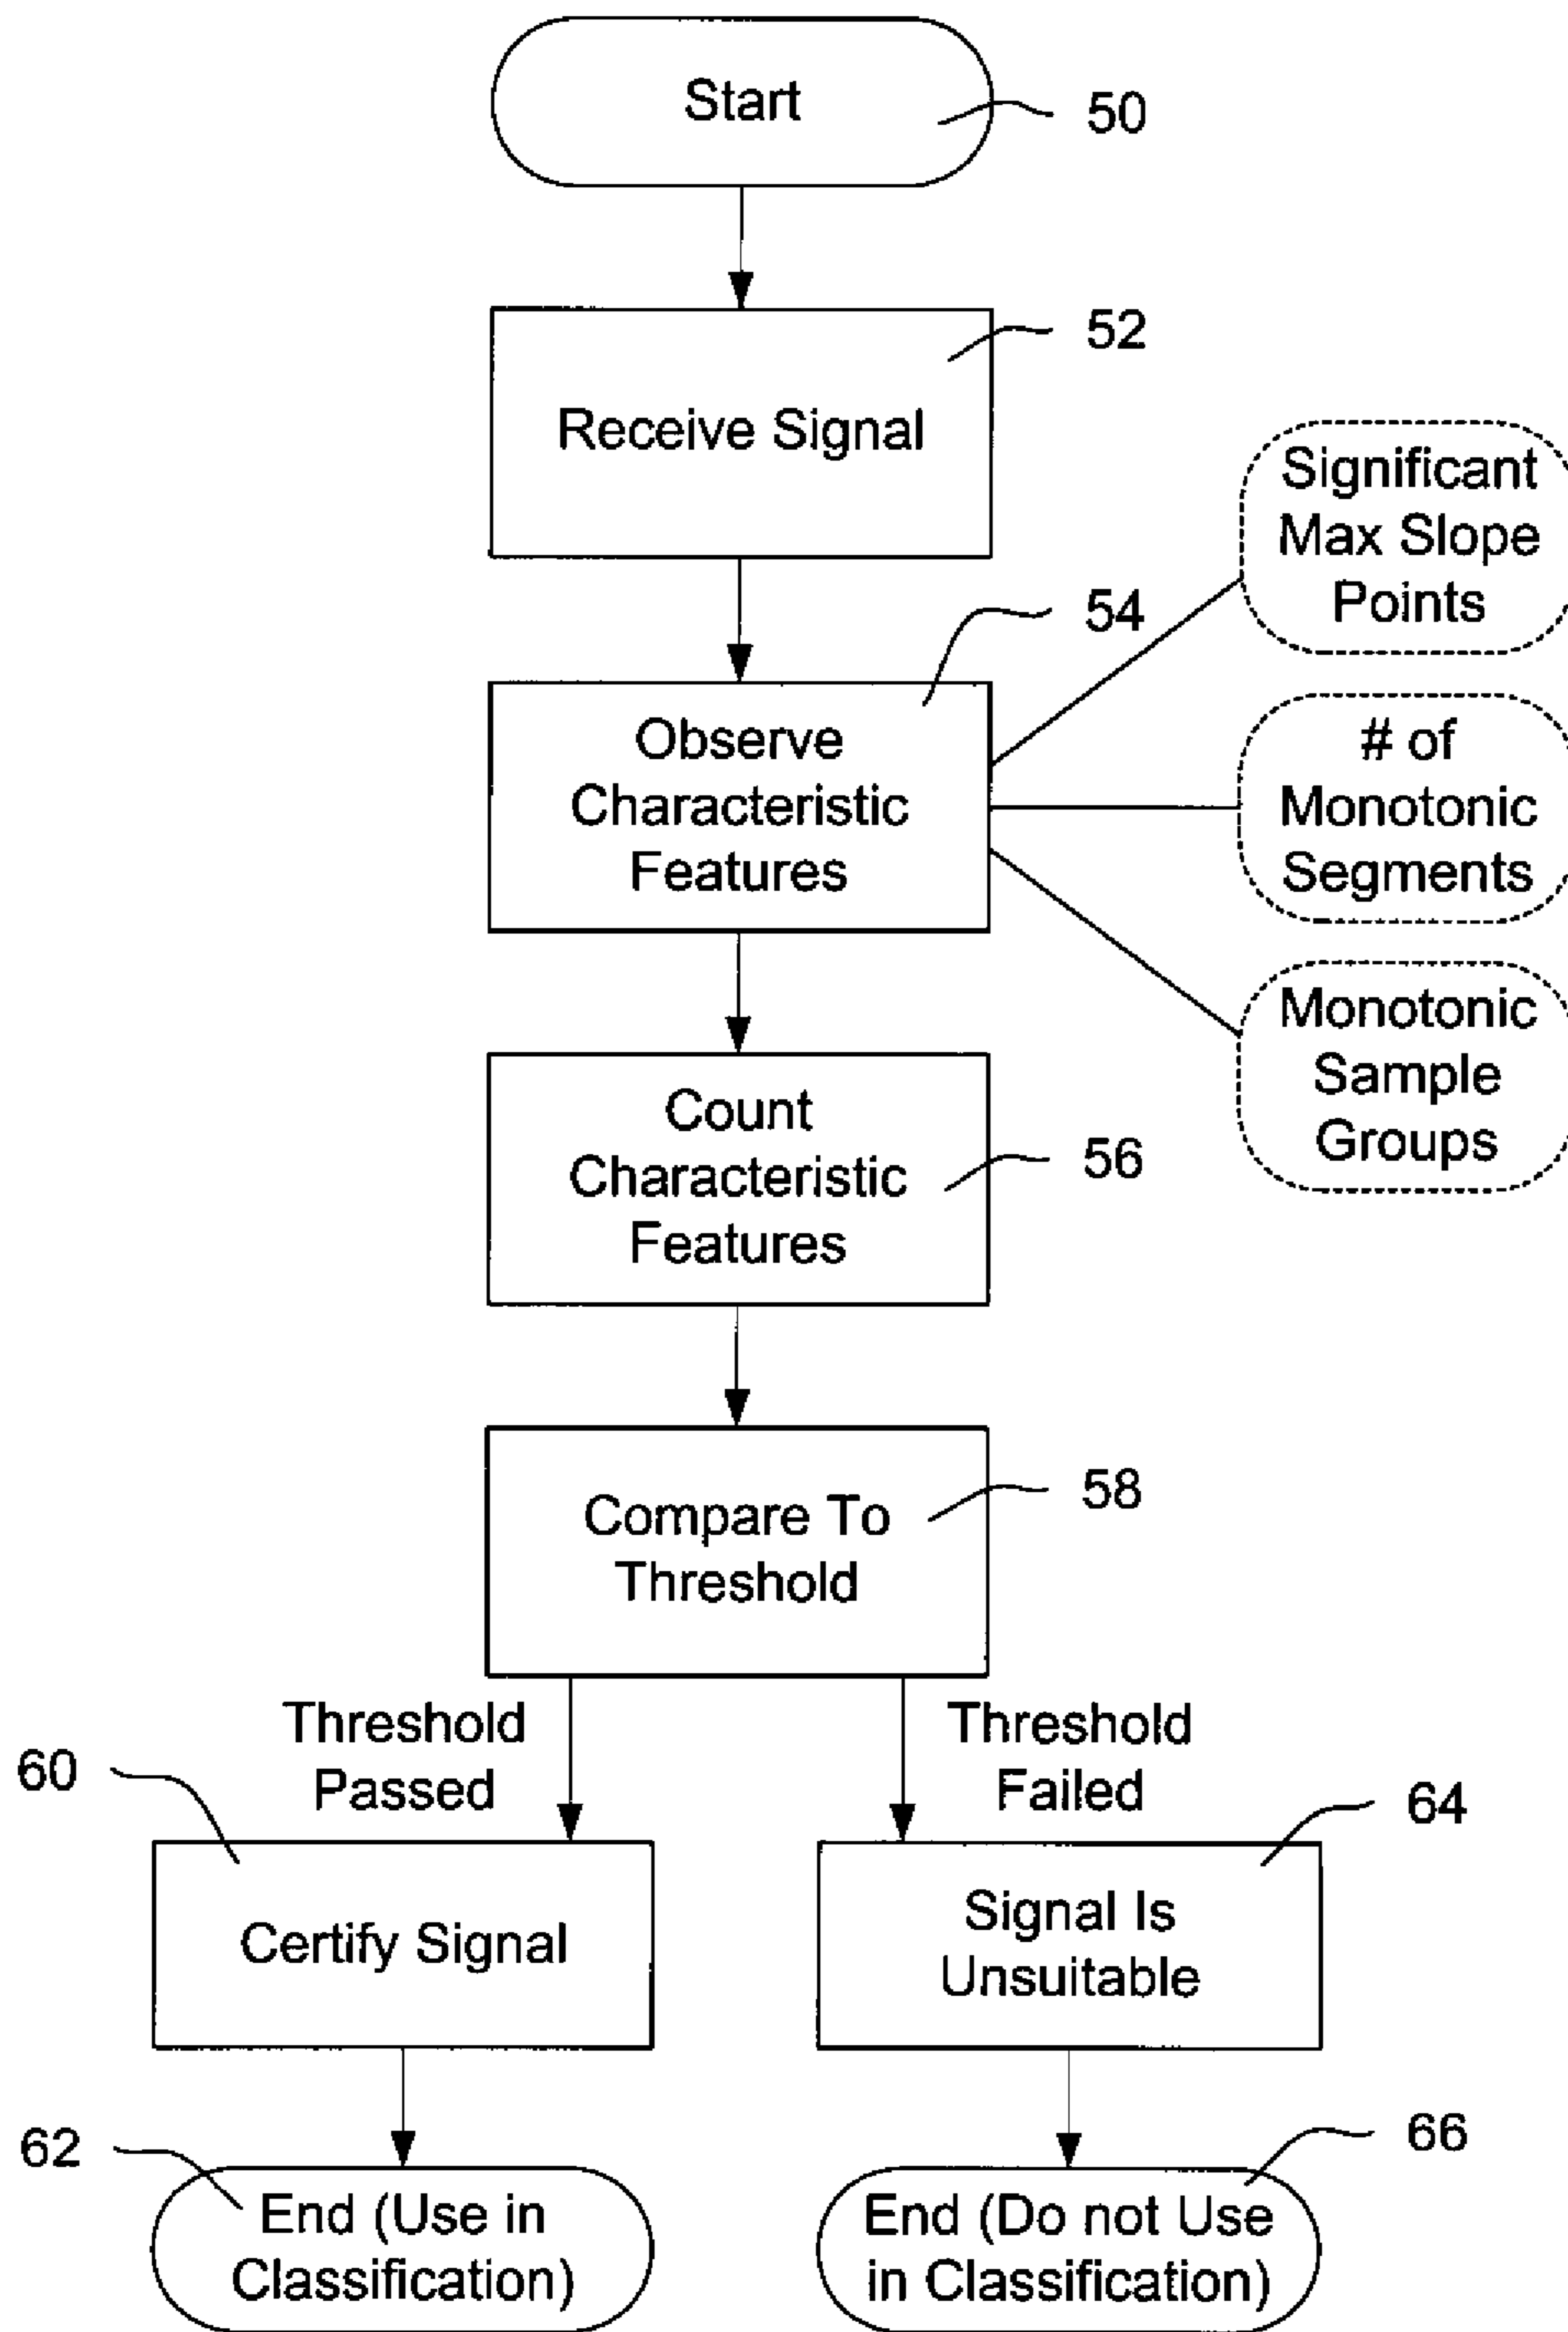 Start
50
52
Receive Signal
Significant
Max Slope
Points
54
Observe
Characteristic
Features
# of
Monotonic
Segments
Monotonic
Sample
Groups
Count
Characteristic
Features
56
58
Compare To
Threshold
Threshold
Passed
Threshold
Failed
60
64
Certify Signal
Signal Is
Unsuitable
62
66
End (Use in
Classification)
End (Do not Use
in Classification)